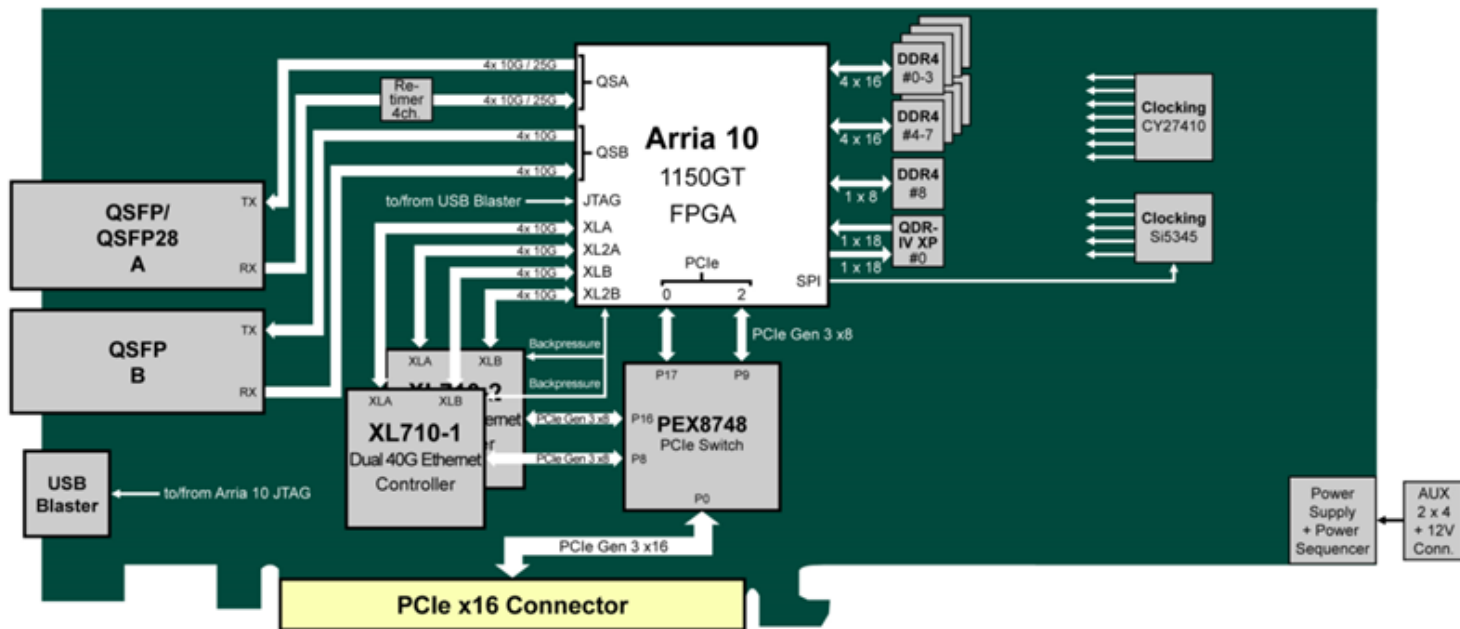 4x 10G / 25G
QSA
Re-
timer
4ch.
4x 10G / 25G
4x 10G
QSB
4x 10G
to/from USB Blaster
JTAG
4x 10G
XLA
4x 10G
XL2A
4x 10G
XLB
4x 10G
XL2B
Arria 10
1150GT
FPGA
PCIe
0
2
SPI
4 x 16
DDR4
#0-3
4 x 16
DDR4
#4-7
1 x 8
DDR4
#8
1 x 18
QDR-
IV XP
#0
1 x 18
Clocking
CY27410
Clocking
Si5345
QSFP/
QSFP28
A
TX
RX
QSFP
B
TX
RX
USB
Blaster
to/from Arria 10 JTAG
Backpressure
Backpressure
XLA
XLB
XL710-2
ernet
er
XLA
XLB
XL710-1
Dual 40G Ethernet
Controller
PCIe Gen 3 x8
PCIe Gen 3 x8
PCIe Gen 3 x8
P17
P9
P16
P8
PEX8748
PCIe Switch
P0
PCIe Gen 3 x16
PCIe x16 Connector
Power
Supply
+ Power
Sequencer
AUX
2 x 4
+ 12V
Conn.